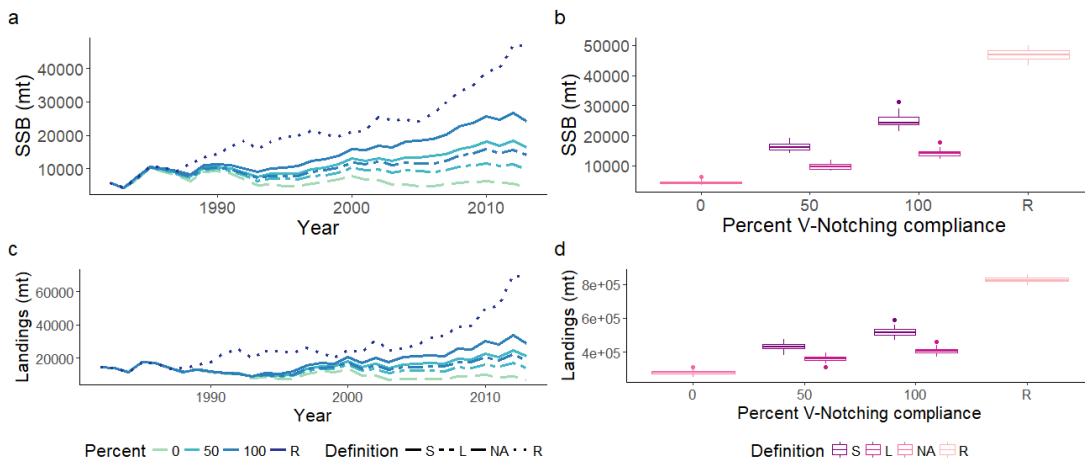 a
b
SSB (mt)
40000
30000
20000
10000
1990
2000
2010
Year
SSB (mt)
50000
40000
30000
20000
10000
0
50
100
R
Percent V-Notching compliance
c
d
Landings (mt)
60000
40000
20000
1990
2000
2010
Year
Landings (mt)
8e+05
6e+05
4e+05
0
50
100
R
Percent V-Notching compliance
Percent 0 50 100 R Definition S L NA R
Definition S L NA R